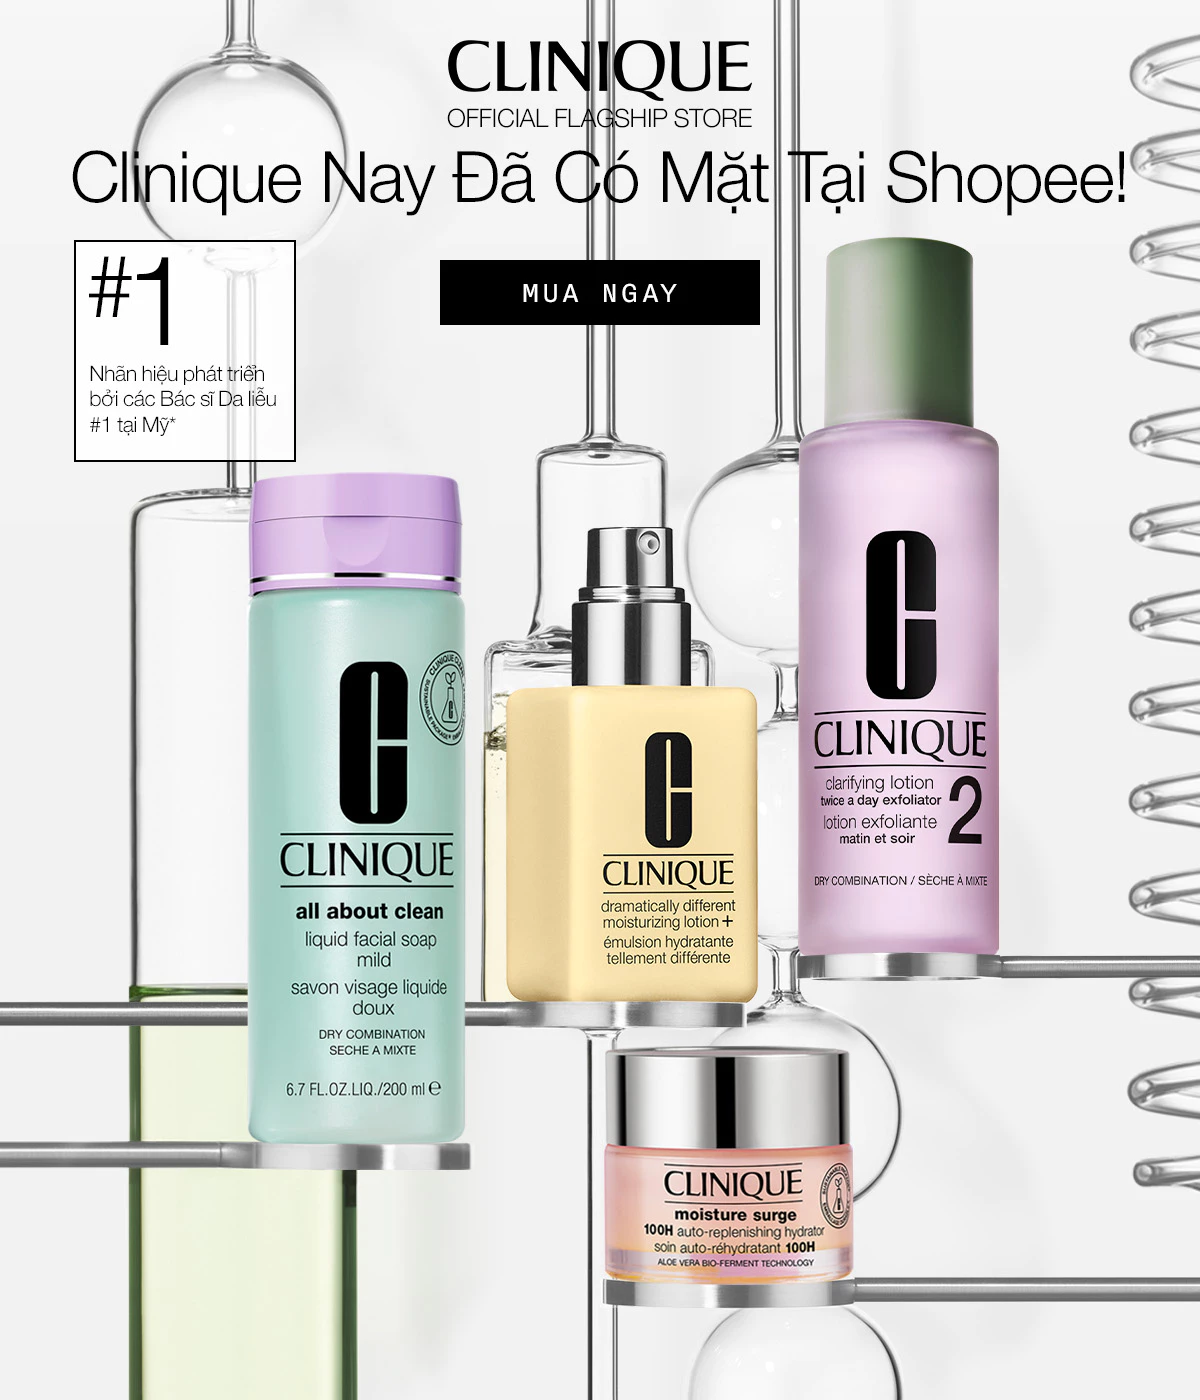 CLINIQUE
OFFICIAL FLAGSHIP STORE
Clinique Nay Đã Có Mặt Tại Shopee!
#1
Nhãn hiệu phát triển
bởi các Bác sĩ Da liễu
#1 tại Mỹ*
MUA NGAY
CLINIQUE
all about clean
liquid facial soap
mild
savon visage liquide
doux
DRY COMBINATION
SECHE A MIXTE
6.7 FL.OZ.LIQ./200 ml ℮
CLINIQUE
dramatically different
moisturizing lotion+
émulsion hydratante
tellement différente
CLINIQUE
clarifying lotion
twice a day exfoliator
lotion exfoliante
matin et soir
2
DRY COMBINATION / SÈCHE À MIXTE
CLINIQUE
moisture surge
100H auto-replenishing hydrator
soin auto-réhydratant 100H
ALOE VERA BIO-FERMENT TECHNOLOGY